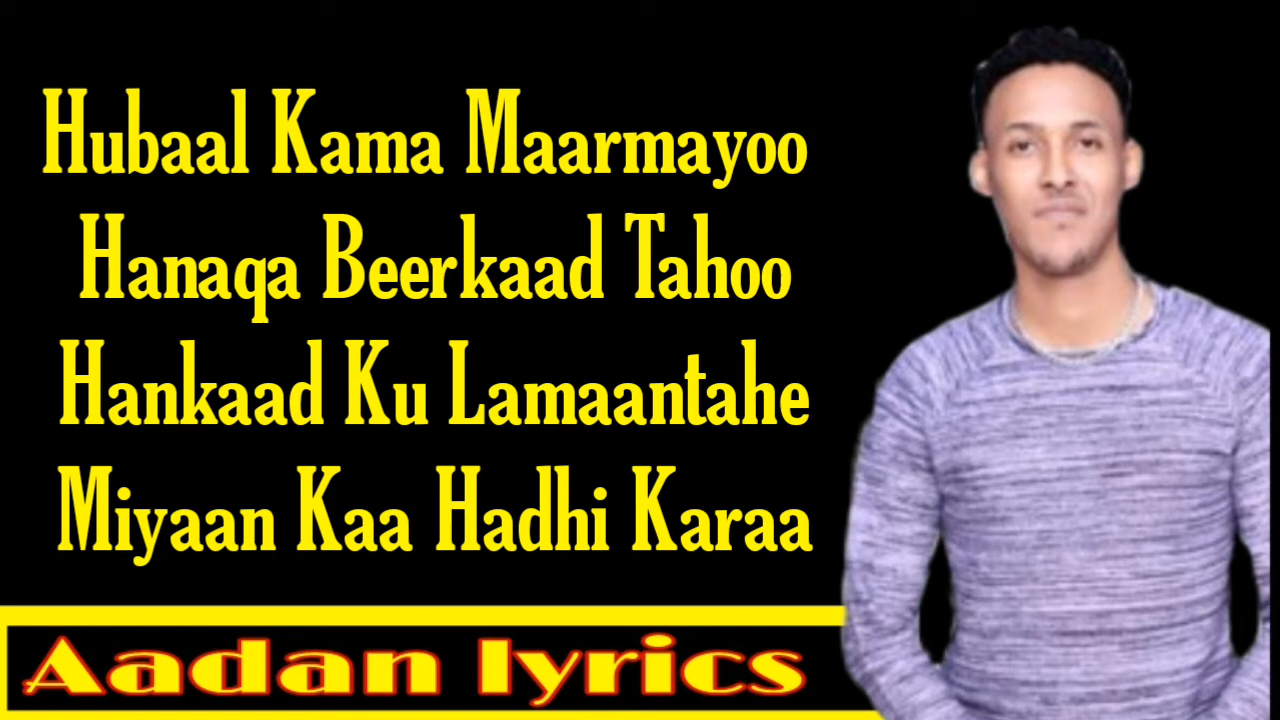 Hubaal Kama Maarmayoo
Hanaqa Beerkaad Tahoo
Hankaad Ku Lamaantahe
Miyaan Kaa Hadhi Karaa
Aadan lyrics